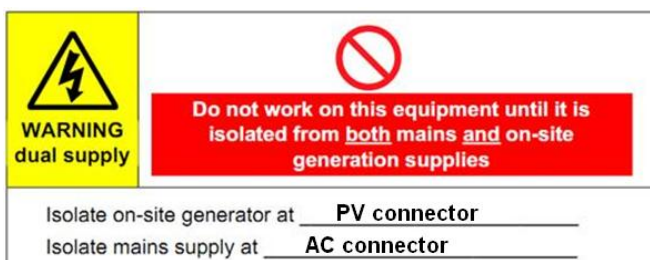 WARNING
dual supply
Do not work on this equipment until it is
isolated from both mains and on-site
generation supplies
Isolate on-site generator at PV connector
Isolate mains supply at AC connector